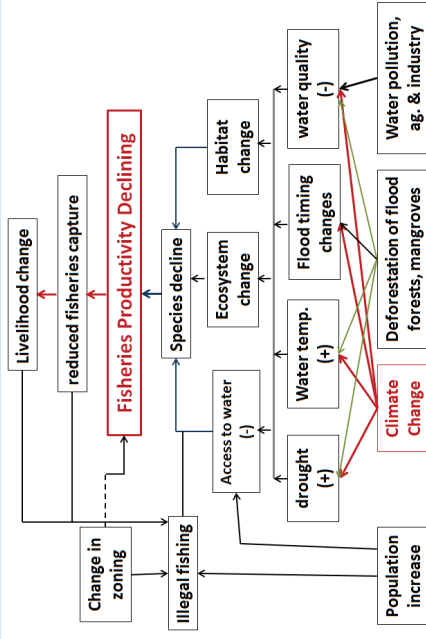 Livelihood change
reduced fisheries capture
Fisheries Productivity Declining
Change in
zoning
Illegal fishing
Species decline
Access to water
(-)
Ecosystem
change
Habitat
change
drought
(+)
Water temp.
(+)
Flood timing
changes
water quality
(-)
Population
increase
Climate
Change
Deforestation of flood
forests, mangroves
Water pollution,
ag. & industry